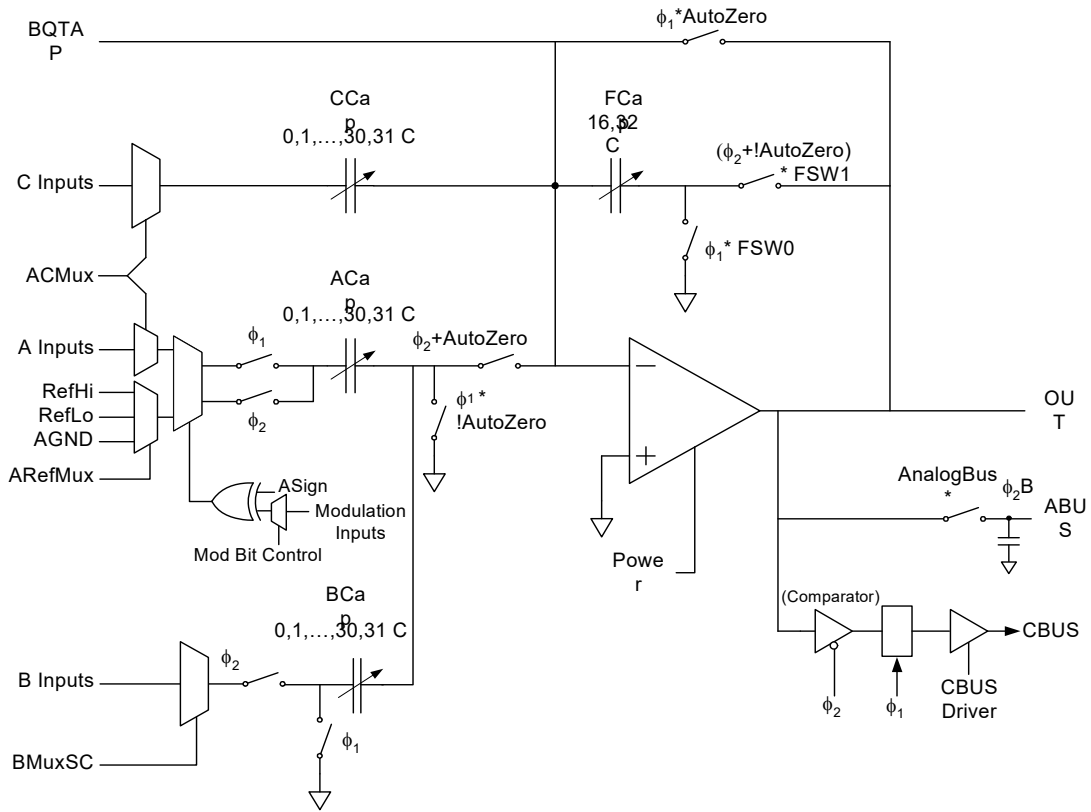 BQTA
P
ϕ1*AutoZero
CCa
p
0,1,…,30,31 C
FCa
p
16,32
C
C Inputs
(ϕ2+!AutoZero)
* FSW1
ϕ1* FSW0
ACMux
ACa
p
0,1,…,30,31 C
A Inputs
ϕ1
ϕ2+AutoZero
RefHi
RefLo
AGND
ϕ2
ϕ1 *
!AutoZero
ARefMux
OU
T
ASign
Modulation
Inputs
Mod Bit Control
AnalogBus
*
ϕ2B
ABU
S
Powe
r
BCa
p
0,1,…,30,31 C
(Comparator)
CBUS
B Inputs
ϕ2
ϕ1
ϕ2
ϕ1
CBUS
Driver
BMuxSC